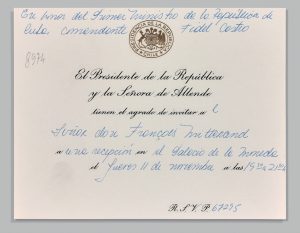 En honor del Primer Ministro de la República de
Cuba, comandante Fidel Castro
8974
El Presidente de la República
y la Señora de Allende
tienen el agrado de invitar a l
Señor don François Mitterand
a una recepción en el Palacio de la Moneda
el jueves 11 de noviembre a las 19 a 21
R.S.V.P. 67295